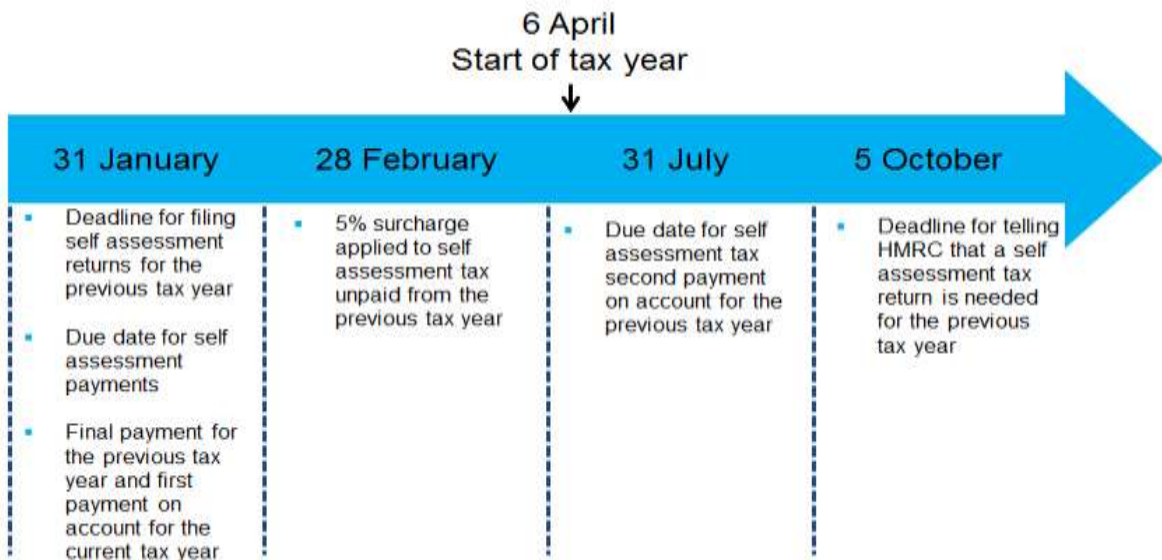 6 April
Start of tax year
31 January
28 February
31 July
5 October
Deadline for filing
self assessment
returns for the
previous tax year
Due date for self
assessment
payments
Final payment for
the previous tax
year and first
payment on
account for the
current tax year
5% surcharge
applied to self
assessment tax
unpaid from the
previous tax year
Due date for self
assessment tax
second payment
on account for the
previous tax year
Deadline for telling
HMRC that a self
assessment tax
return is needed
for the previous
tax year